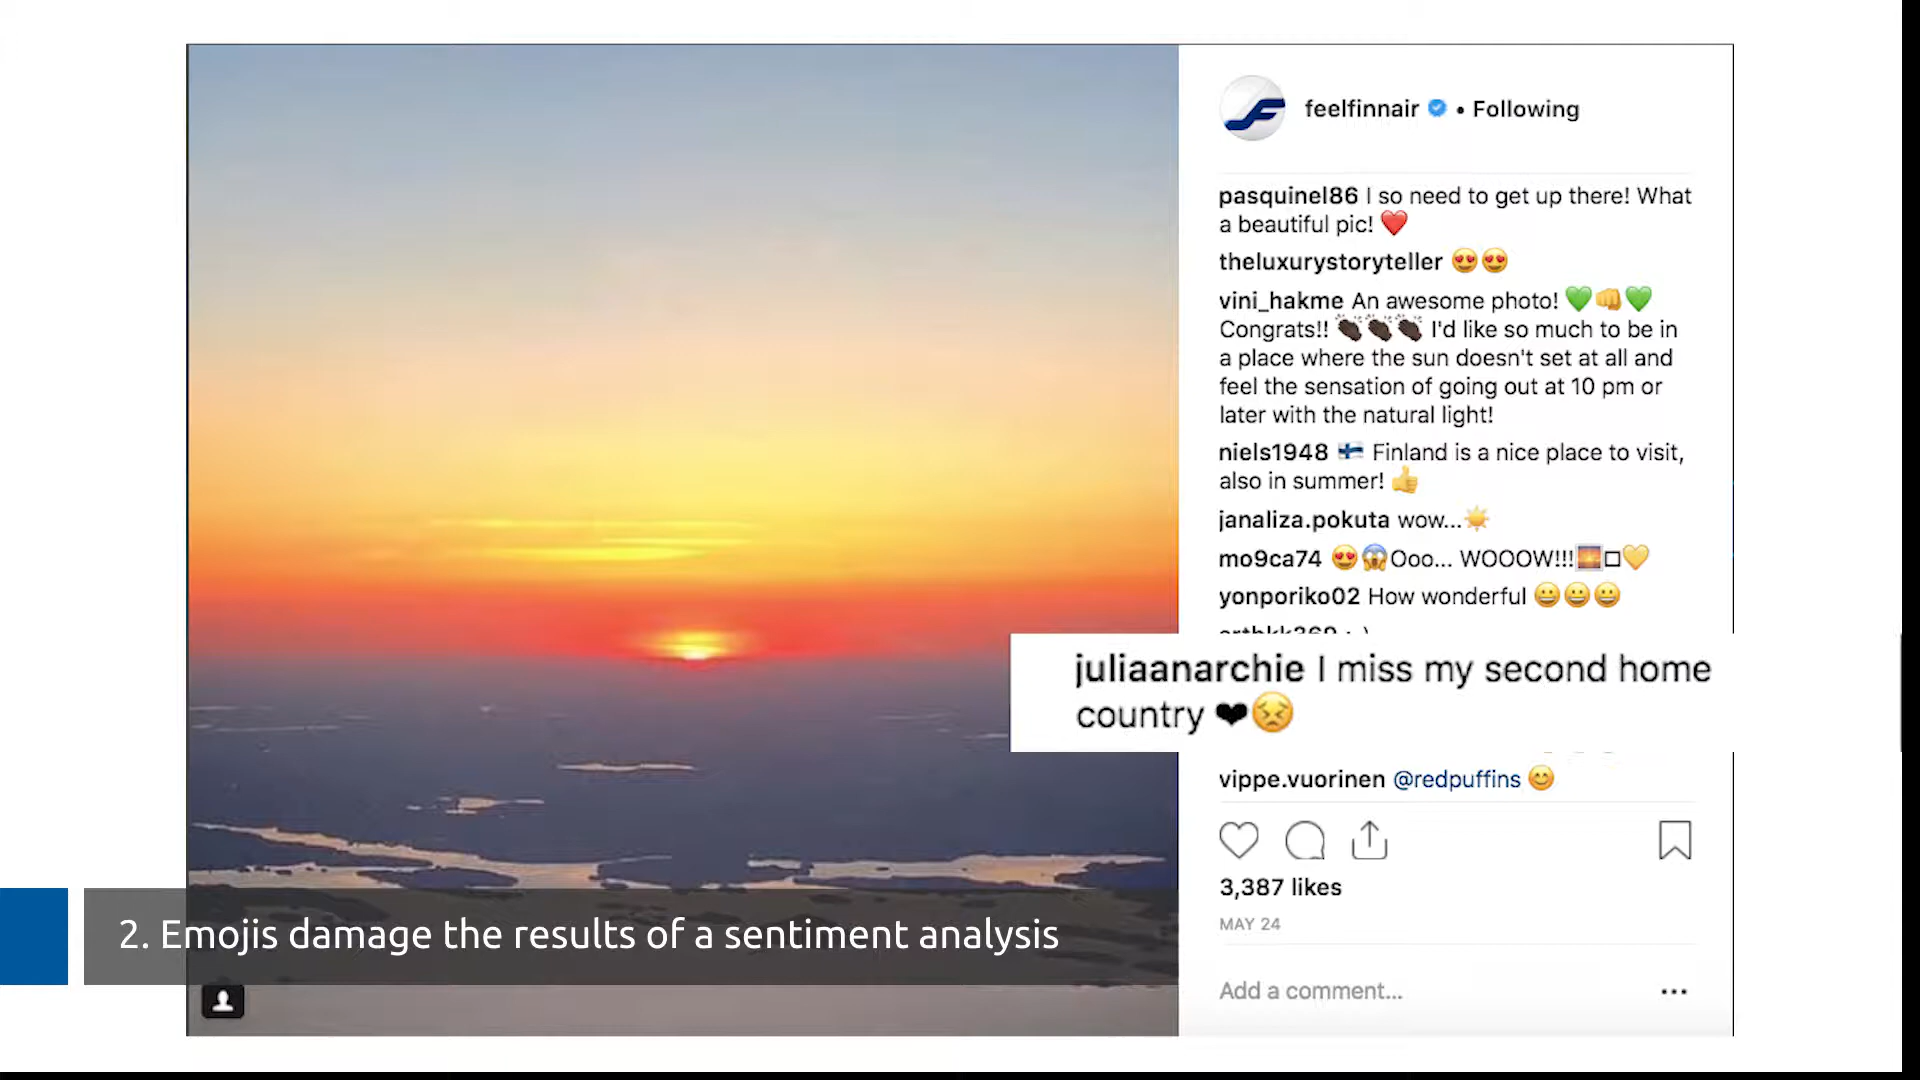 feelfinnair • Following
pasquinel86 I so need to get up there! What
a beautiful pic! ❤️
theluxurystoryteller 😍😍
vini_hakme An awesome photo! 💚👊💚
Congrats!! 👏🏿👏🏿👏🏿 I'd like so much to be in
a place where the sun doesn't set at all and
feel the sensation of going out at 10 pm or
later with the natural light!
niels1948 🇫🇮 Finland is a nice place to visit,
also in summer! 👍
janaliza.pokuta wow...☀️
mo9ca74 😍😱Ooo... WOOOW!!!🌅□💛
yonporiko02 How wonderful 😀😀😀
juliaanarchie I miss my second home
country ❤😣
vippe.vuorinen @redpuffins 😊
3,387 likes
MAY 24
2. Emojis damage the results of a sentiment analysis
Add a comment...